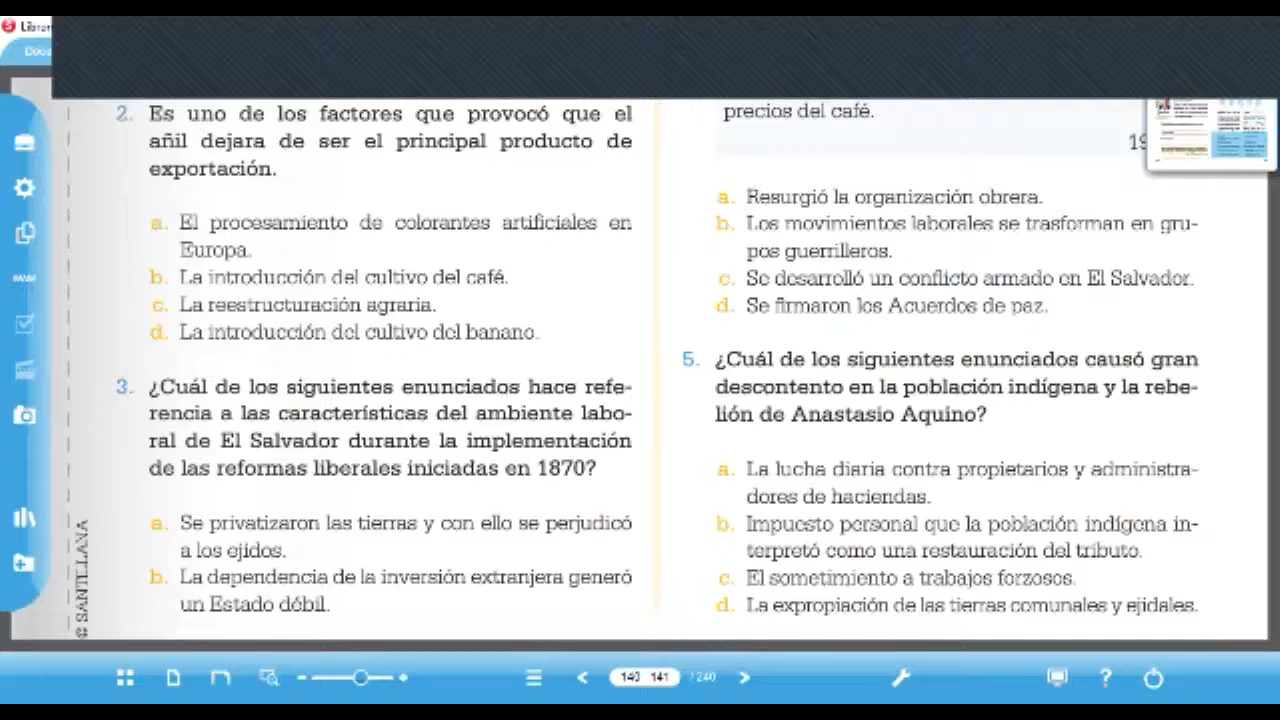 2. Es uno de los factores que provocó que el
añil dejara de ser el principal producto de
exportación.
a. El procesamiento de colorantes artificiales en
Europa.
b. La introducción del cultivo del café.
c. La reestructuración agraria.
d. La introducción del cultivo del banano.
3. ¿Cuál de los siguientes enunciados hace refe-
rencia a las características del ambiente labo-
ral de El Salvador durante la implementación
de las reformas liberales iniciadas en 1870?
a. Se privatizaron las tierras y con ello se perjudicó
a los ejidos.
b. La dependencia de la inversión extranjera generó
un Estado débil.
© SANTILLANA
precios del café.
19
a. Resurgió la organización obrera.
b. Los movimientos laborales se trasforman en gru-
pos guerrilleros.
c. Se desarrolló un conflicto armado en El Salvador.
d. Se firmaron los Acuerdos de paz.
5. ¿Cuál de los siguientes enunciados causó gran
descontento en la población indígena y la rebe-
lión de Anastasio Aquino?
a. La lucha diaria contra propietarios y administra-
dores de haciendas.
b. Impuesto personal que la población indígena in-
terpretó como una restauración del tributo.
c. El sometimiento a trabajos forzosos.
d. La expropiación de las tierras comunales y ejidales.
140 141 / 240